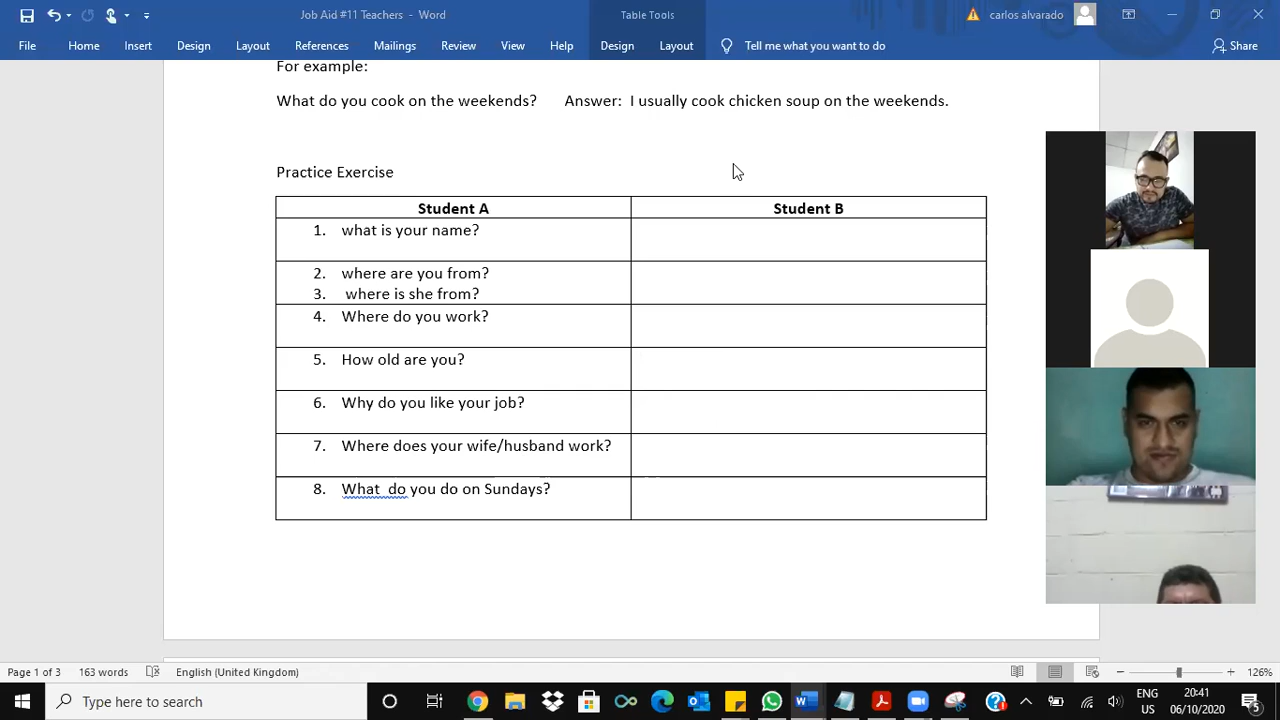 Job Aid #11 Teachers - Word
Table Tools
carlos alvarado
File Home Insert Design Layout References Mailings Review View Help Design Layout Tell me what you want to do Share
For example:
What do you cook on the weekends? Answer: I usually cook chicken soup on the weekends.
Practice Exercise
Student A Student B
1. what is your name?
2. where are you from?
3. where is she from?
4. Where do you work?
5. How old are you?
6. Why do you like your job?
7. Where does your wife/husband work?
8. What do you do on Sundays?
Page 1 of 3 163 words English (United Kingdom) 126%
Type here to search
ENG 20:41
US 06/10/2020 5